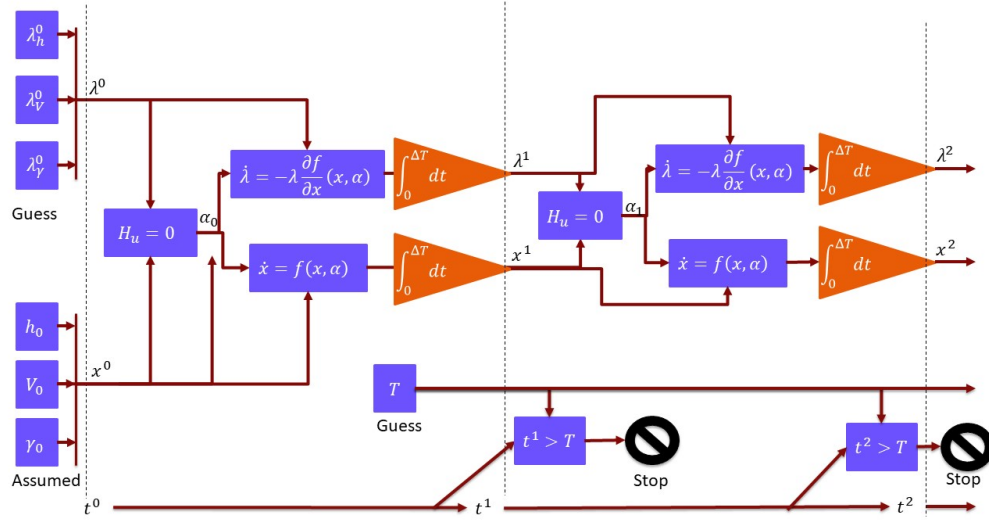 λ_h^0
λ_V^0
λ_γ^0
Guess
λ^0
H_u = 0
α_0
λ̇ = −λ ∂f/∂x (x, α)
∫_0^{ΔT} dt
ẋ = f(x, α)
∫_0^{ΔT} dt
λ^1
x^1
H_u = 0
α_1
λ̇ = −λ ∂f/∂x (x, α)
∫_0^{ΔT} dt
ẋ = f(x, α)
∫_0^{ΔT} dt
λ^2
x^2
h_0
V_0
γ_0
Assumed
x^0
T
Guess
t^1 > T
Stop
t^2 > T
Stop
t^0
t^1
t^2